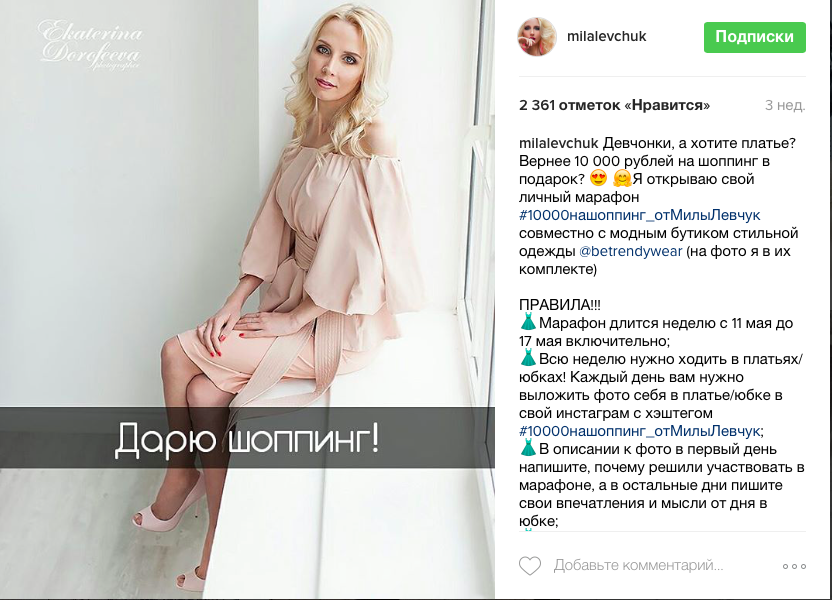 Ekaterina
Dorofeeva
photographer
Дарю шоппинг!
milalevchuk
Подписки
2 361 отметок «Нравится»
3 нед.
milalevchuk Девчонки, а хотите платье?
Вернее 10 000 рублей на шоппинг в
подарок? 😍 🤗Я открываю свой
личный марафон
#10000нашоппинг_отМилыЛевчук
совместно с модным бутиком стильной
одежды @betrendywear (на фото я в их
комплекте)
ПРАВИЛА!!!
👗Марафон длится неделю с 11 мая до
17 мая включительно;
👗Всю неделю нужно ходить в платьях/
юбках! Каждый день вам нужно
выложить фото себя в платье/юбке в
свой инстаграм с хэштегом
#10000нашоппинг_отМилыЛевчук;
👗В описании к фото в первый день
напишите, почему решили участвовать в
марафоне, а в остальные дни пишите
свои впечатления и мысли от дня в
юбке;
Добавьте комментарий...